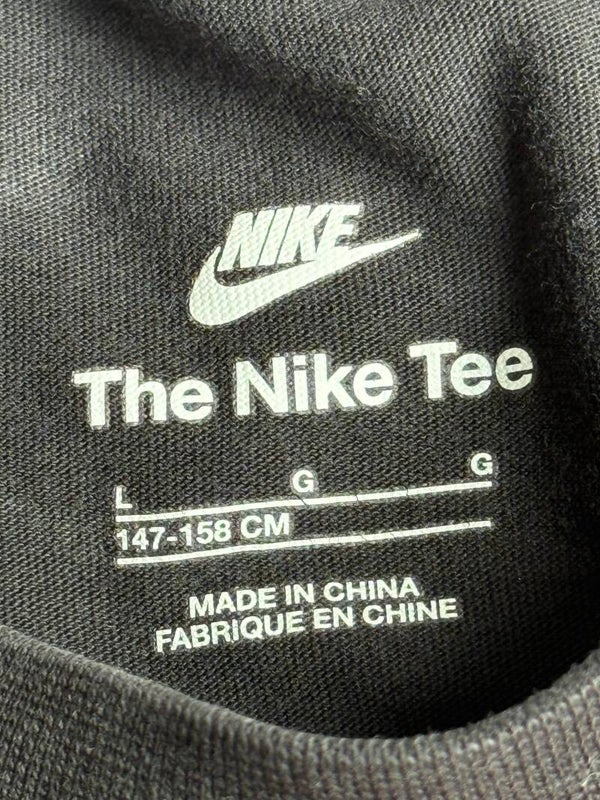 NIKE
The Nike Tee
L G G
147-158 CM
MADE IN CHINA
FABRIQUE EN CHINE